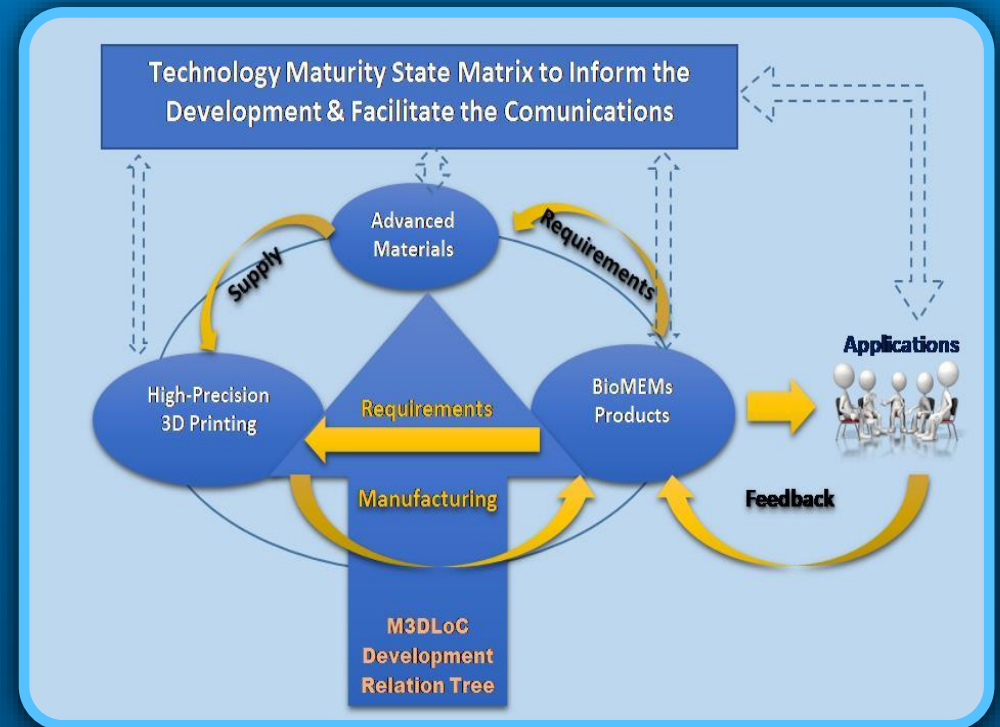 Technology Maturity State Matrix to Inform the
Development & Facilitate the Comunications
Advanced
Materials
Supply
Requirements
High-Precision
3D Printing
BioMEMs
Products
Applications
Requirements
Manufacturing
Feedback
M3DLoC
Development
Relation Tree